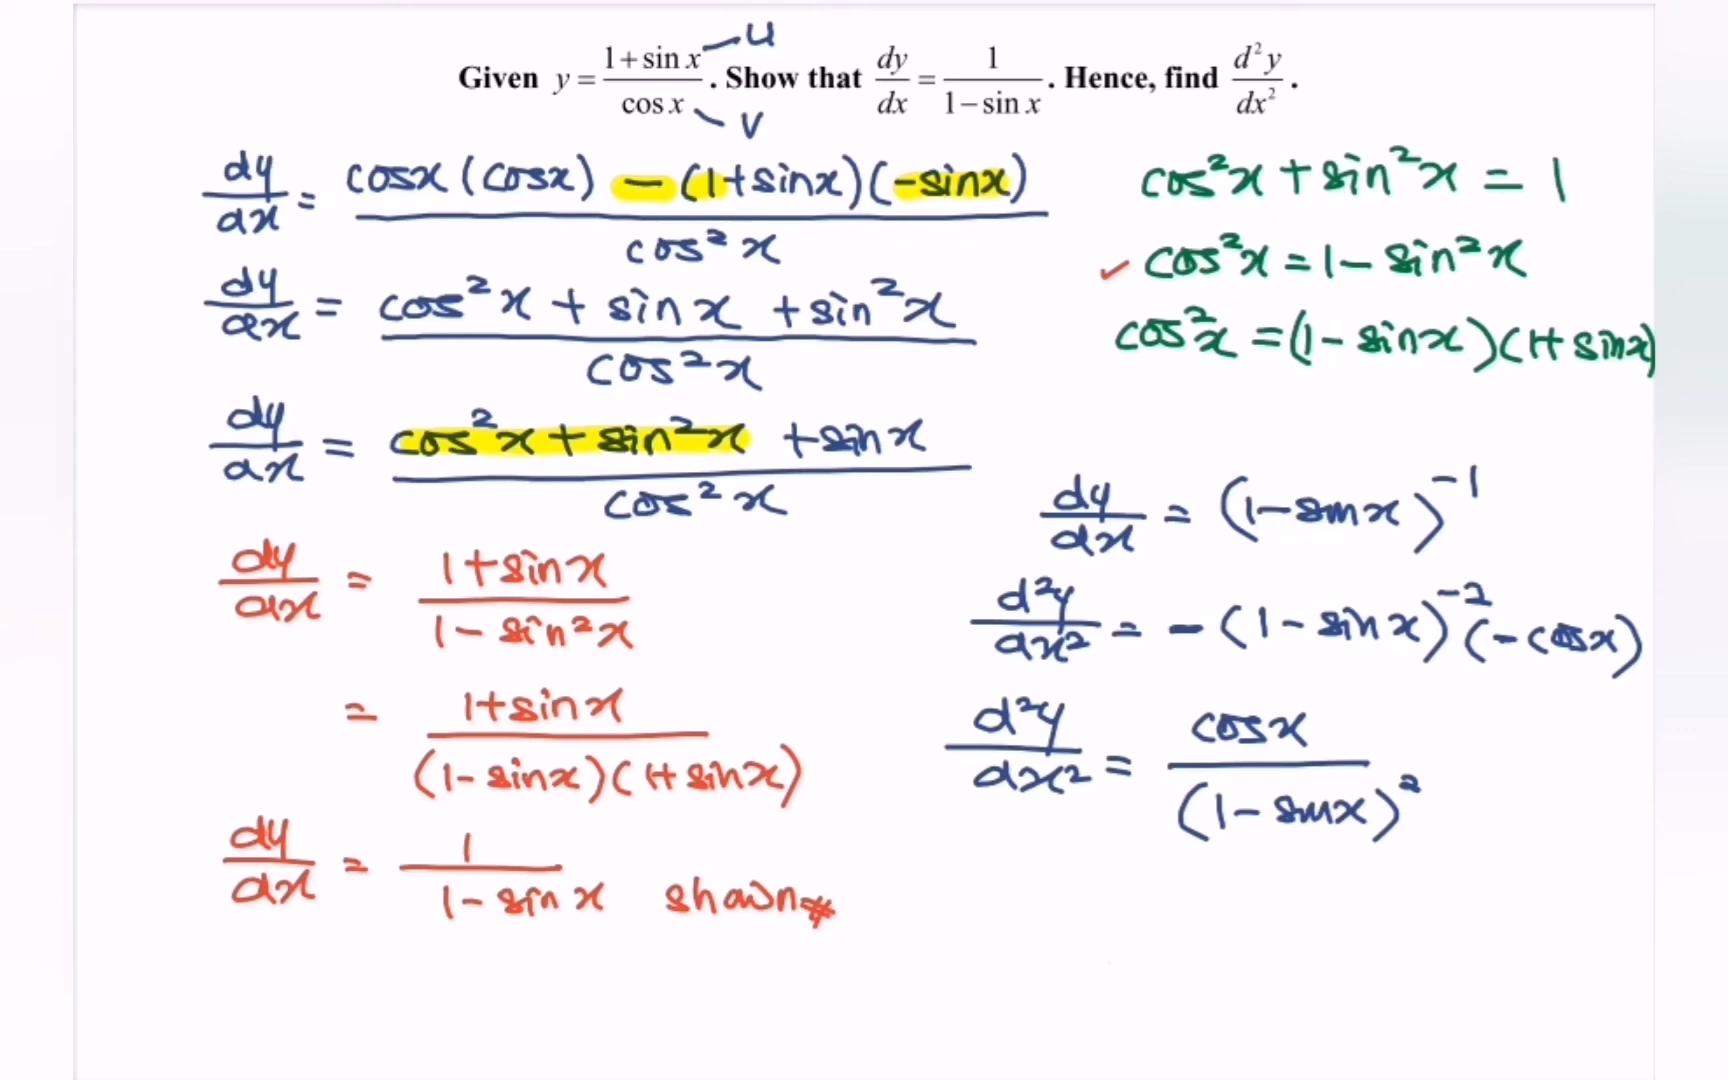 Given y = (1 + sin x)/(cos x). Show that dy/dx = 1/(1 − sin x). Hence, find d²y/dx².
u
v
dy/dx = (cosx (cosx) − (1+sinx)(−sinx))/(cos²x)
dy/dx = (cos²x + sinx + sin²x)/(cos²x)
dy/dx = (cos²x + sin²x + sinx)/(cos²x)
dy/dx = (1+sinx)/(1 − sin²x)
= (1+sinx)/((1−sinx)(1+sinx))
dy/dx = 1/(1−sinx) shown#
cos²x + sin²x = 1
✓ cos²x = 1 − sin²x
cos²x = (1−sinx)(1+sinx)
dy/dx = (1−sinx)⁻¹
d²y/dx² = −(1−sinx)⁻²(−cosx)
d²y/dx² = cosx/(1−sinx)²